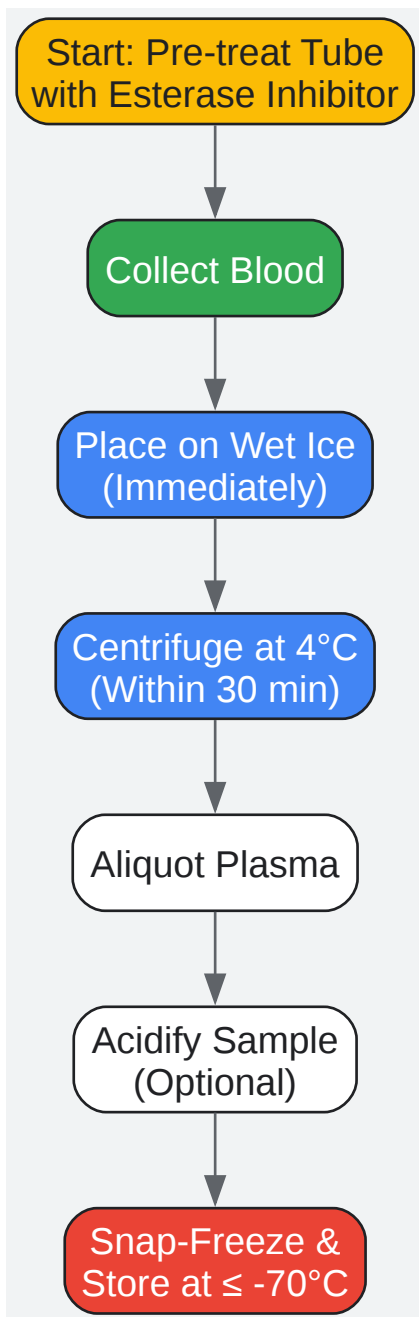 Start: Pre-treat Tube
with Esterase Inhibitor
Collect Blood
Place on Wet Ice
(Immediately)
Centrifuge at 4°C
(Within 30 min)
Aliquot Plasma
Acidify Sample
(Optional)
Snap-Freeze &
Store at ≤ -70°C